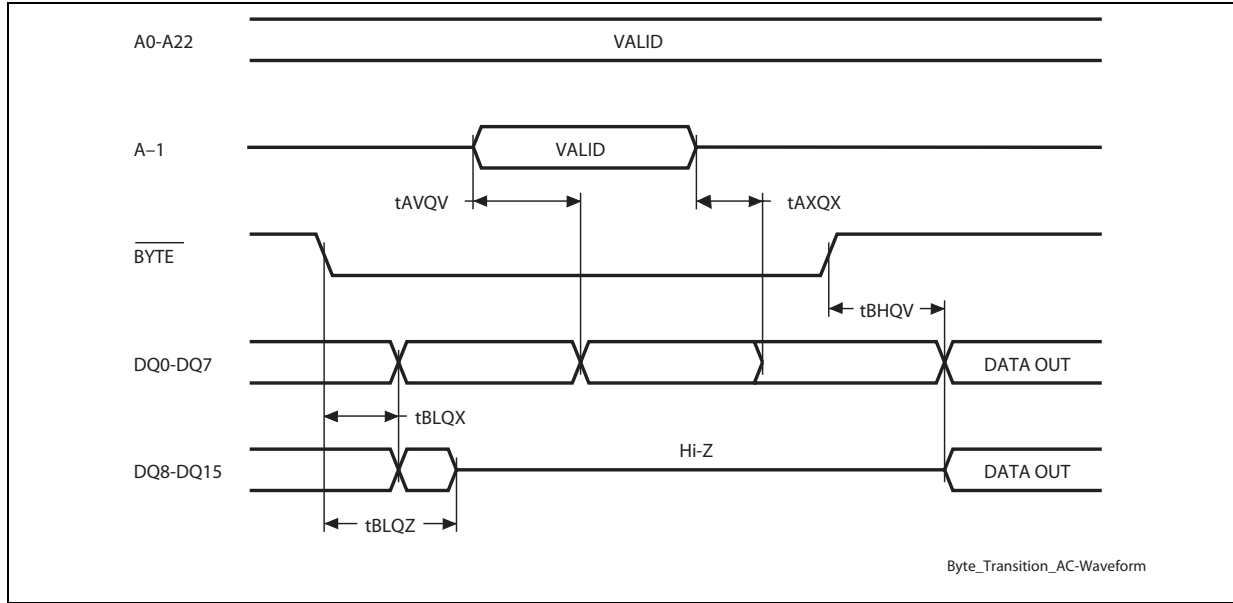 A0-A22
VALID
A–1
VALID
tAVQV
tAXQX
BYTE
tBHQV
DQ0-DQ7
DATA OUT
tBLQX
Hi-Z
DQ8-DQ15
DATA OUT
tBLQZ
Byte_Transition_AC-Waveform